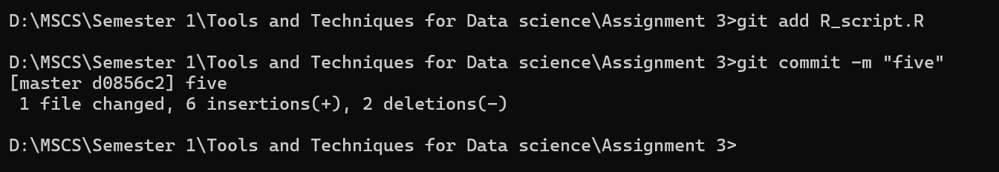 D:\MSCS\Semester 1\Tools and Techniques for Data science\Assignment 3>git add R_script.R
D:\MSCS\Semester 1\Tools and Techniques for Data science\Assignment 3>git commit -m "five"
[master d0856c2] five
 1 file changed, 6 insertions(+), 2 deletions(-)
D:\MSCS\Semester 1\Tools and Techniques for Data science\Assignment 3>